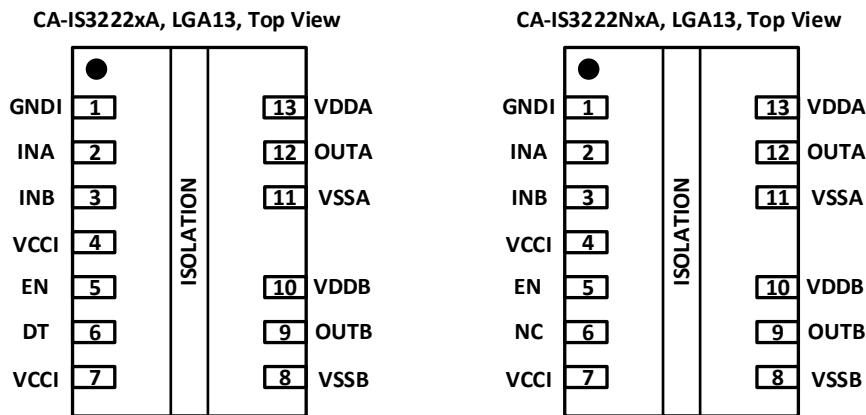 CA-IS3222xA, LGA13, Top View
GNDI 1 13 VDDA
INA 2 12 OUTA
INB 3 11 VSSA
VCCI 4
EN 5 10 VDDB
DT 6 9 OUTB
VCCI 7 8 VSSB
ISOLATION
CA-IS3222NxA, LGA13, Top View
GNDI 1 13 VDDA
INA 2 12 OUTA
INB 3 11 VSSA
VCCI 4
EN 5 10 VDDB
NC 6 9 OUTB
VCCI 7 8 VSSB
ISOLATION